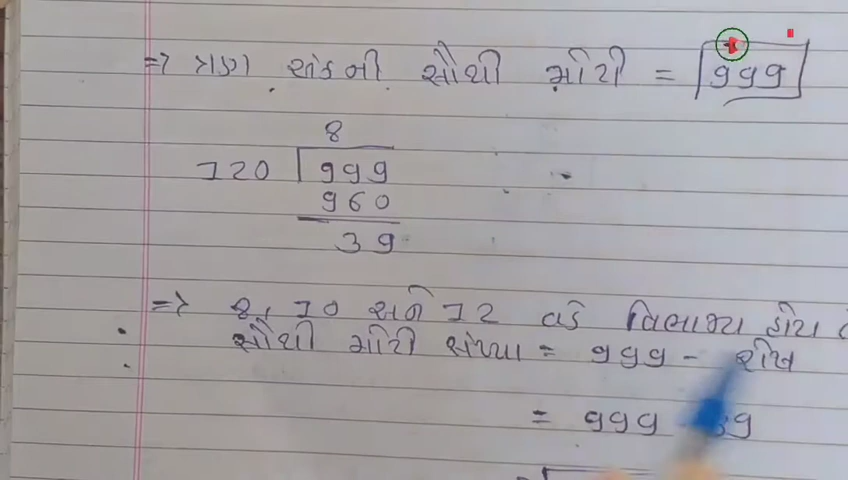 => ત્રણ અંકની સૌથી મોટી = 999
8
120 999
960
39
=> 8, 10 અને 12 વડે વિભાજ્ય હોય
સૌથી મોટી સંખ્યા = 999 - શેષ
= 999 39